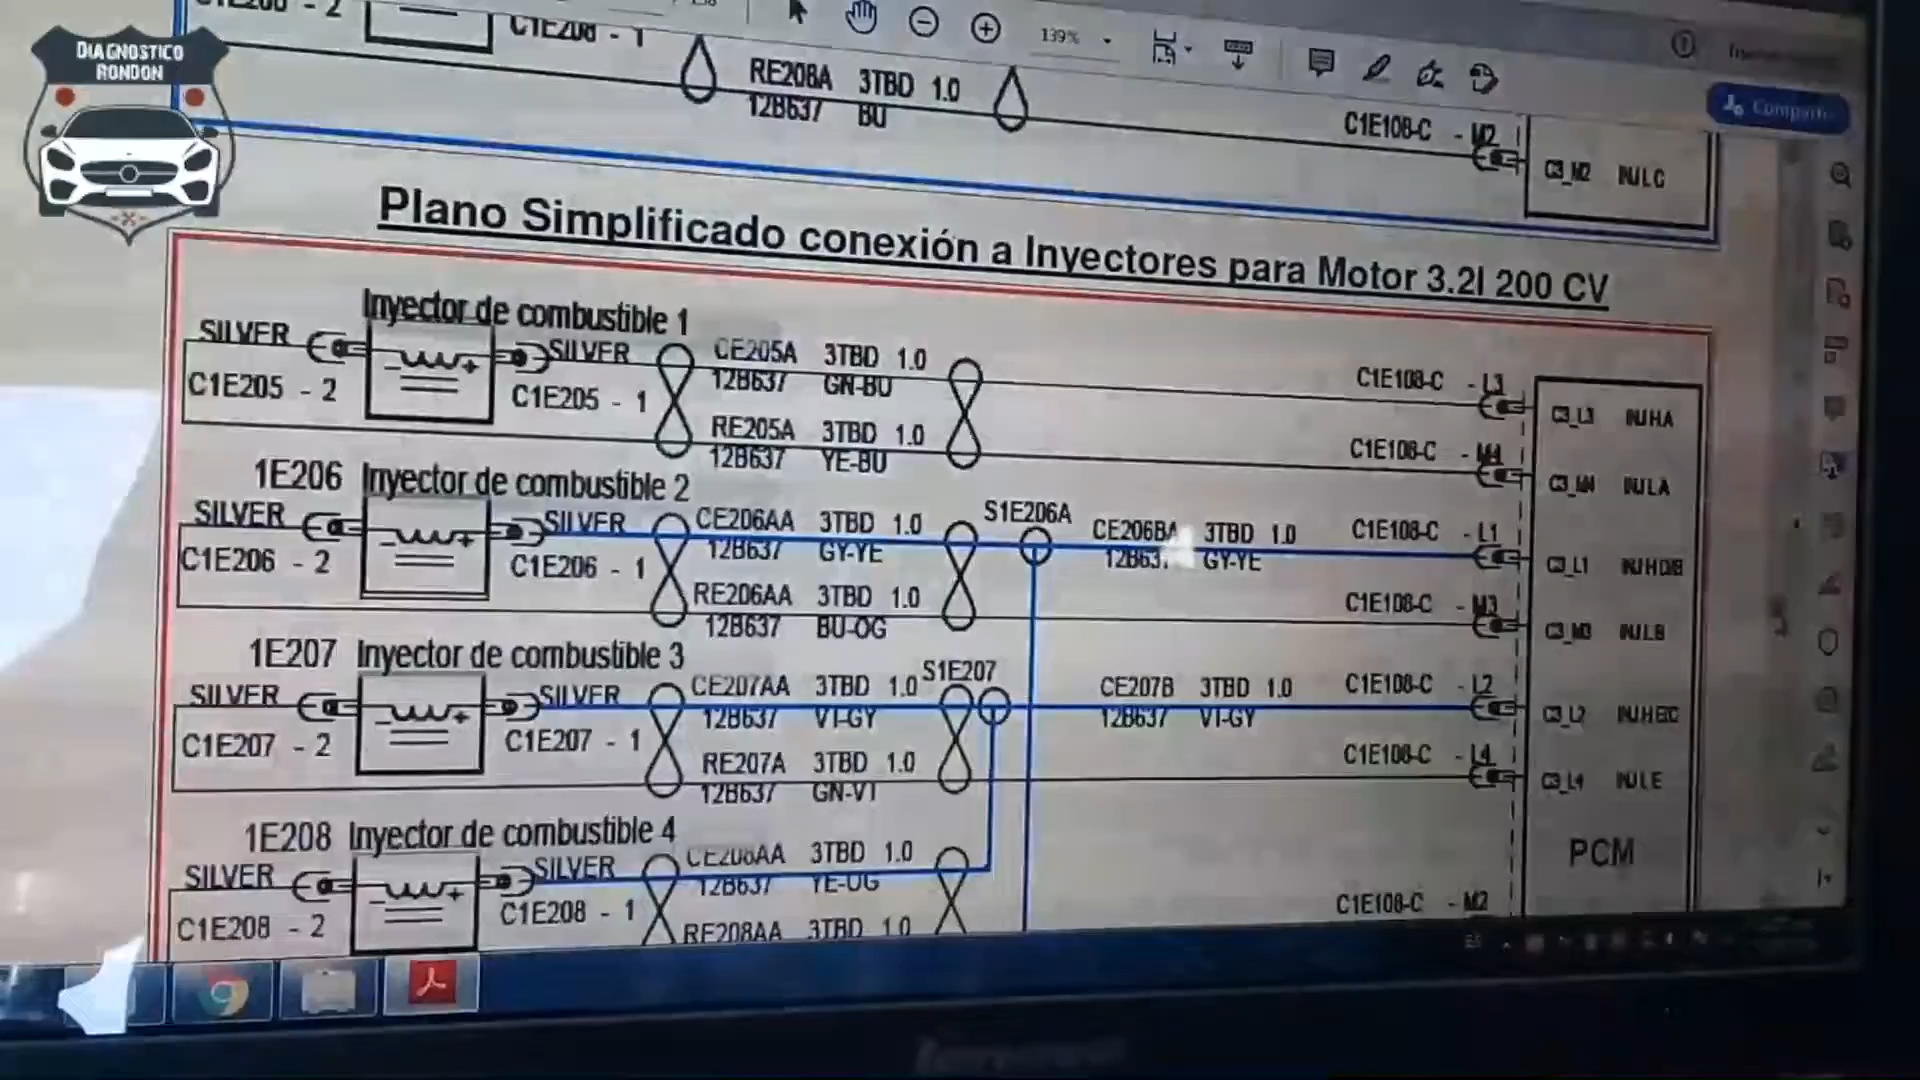 - 2
C1E208 - 1
139%
DIAGNOSTICO
RONDON
RE208A 3TBD 1.0
12B637 BU
C1E108-C - M2
C3_M2 INJLC
Compartir
Plano Simplificado conexión a Inyectores para Motor 3.2l 200 CV
Inyector de combustible 1
SILVER
SILVER
C1E205 - 2
C1E205 - 1
CE205A 3TBD 1.0
12B637 GN-BU
C1E108-C - L3
C3_L3 INJHA
RE205A 3TBD 1.0
12B637 YE-BU
C1E108-C - M4
C3_M4 INJLA
1E206 Inyector de combustible 2
SILVER
SILVER
C1E206 - 2
C1E206 - 1
CE206AA 3TBD 1.0
12B637 GY-YE
S1E206A
CE206BA 3TBD 1.0
12B637 GY-YE
C1E108-C - L1
C3_L1
RE206AA 3TBD 1.0
12B637 BU-OG
C1E108-C - M3
C3_M3 INJLB
1E207 Inyector de combustible 3
SILVER
SILVER
C1E207 - 2
C1E207 - 1
CE207AA 3TBD 1.0
12B637 VT-GY
S1E207
CE207B 3TBD 1.0
12B637 VT-GY
C1E108-C - L2
C3_L2
RE207A 3TBD 1.0
12B637 GN-VT
C1E108-C - L4
C3_L4 INJLE
1E208 Inyector de combustible 4
SILVER
SILVER
C1E208 - 2
C1E208 - 1
CE208AA 3TBD 1.0
12B637 YE-OG
RE208AA 3TBD 1.0
PCM
C1E108-C - M2
ES